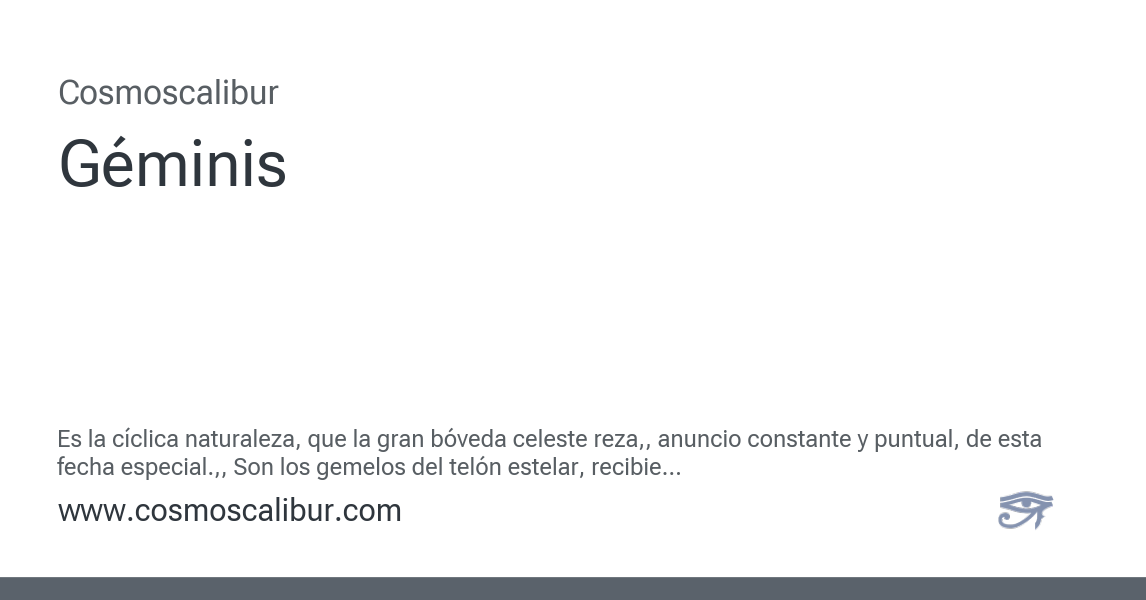 Cosmoscalibur
Géminis
Es la cíclica naturaleza, que la gran bóveda celeste reza,, anuncio constante y puntual, de esta
fecha especial.,, Son los gemelos del telón estelar, recibie...
www.cosmoscalibur.com